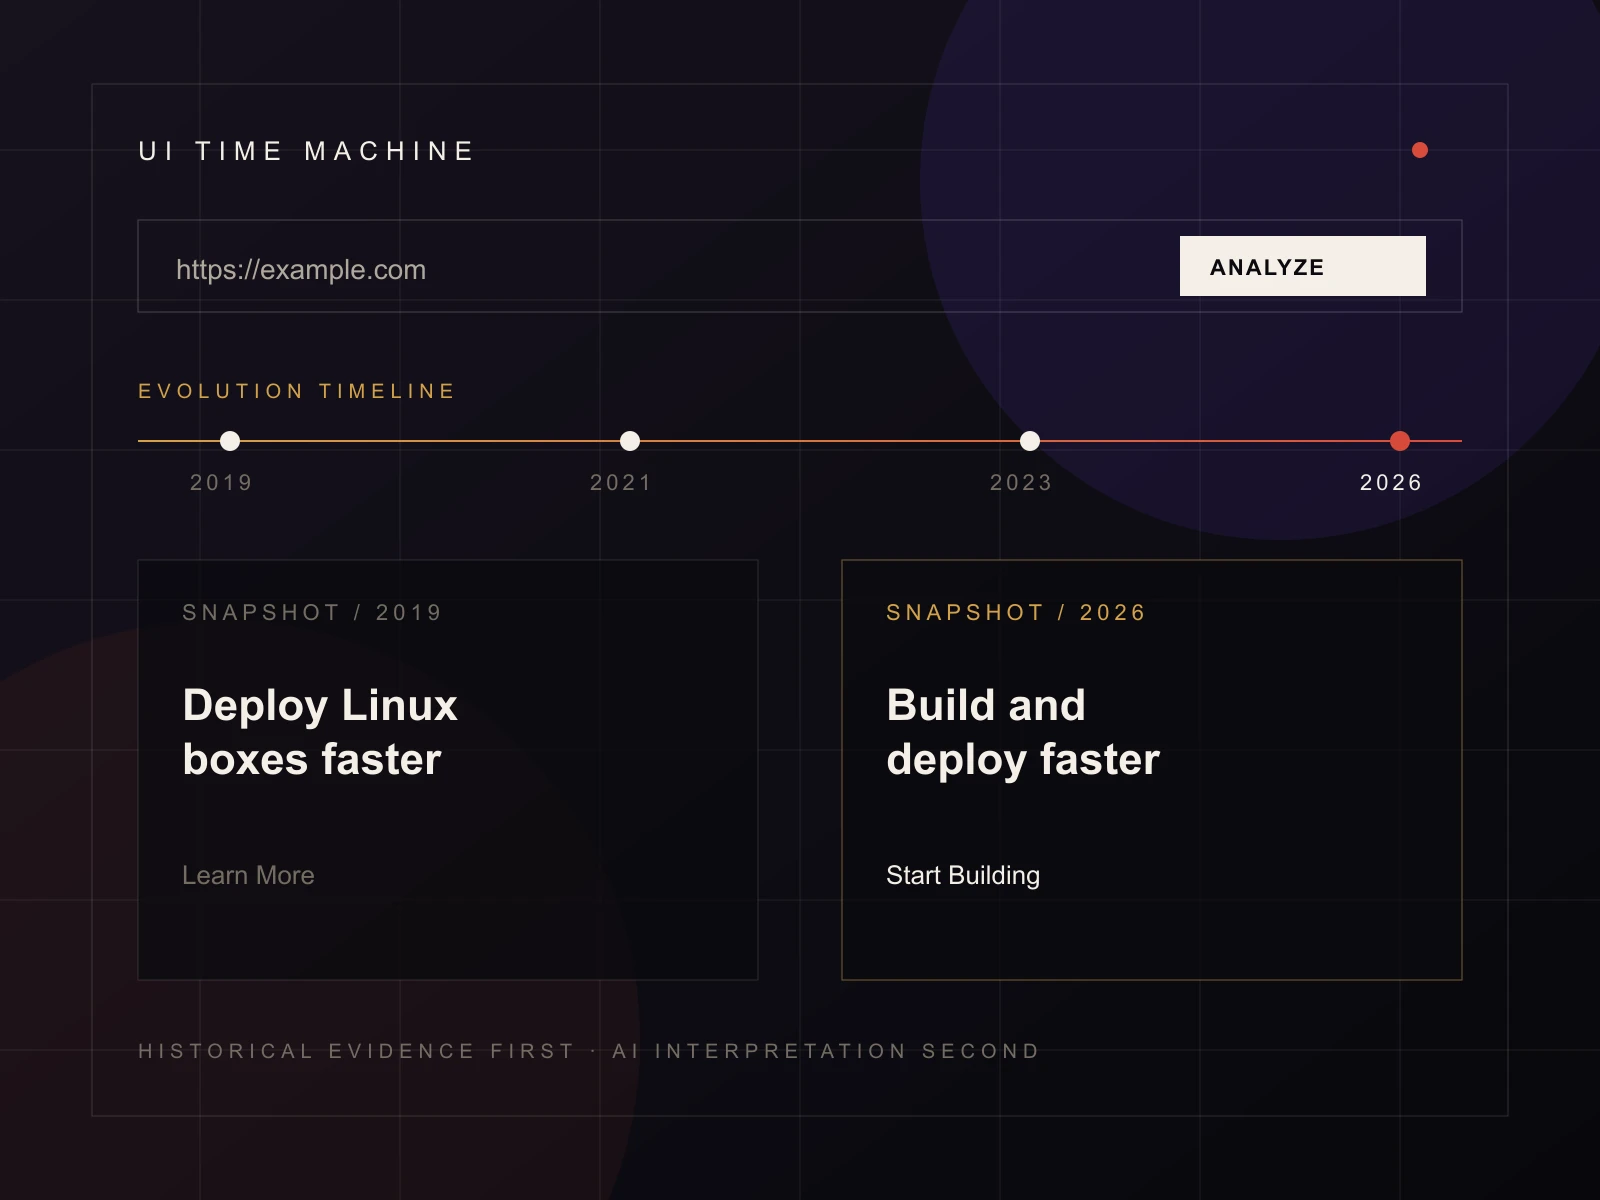 UI TIME MACHINE
https://example.com
ANALYZE
EVOLUTION TIMELINE
2019
2021
2023
2026
SNAPSHOT / 2019
Deploy Linux
boxes faster
Learn More
SNAPSHOT / 2026
Build and
deploy faster
Start Building
HISTORICAL EVIDENCE FIRST · AI INTERPRETATION SECOND